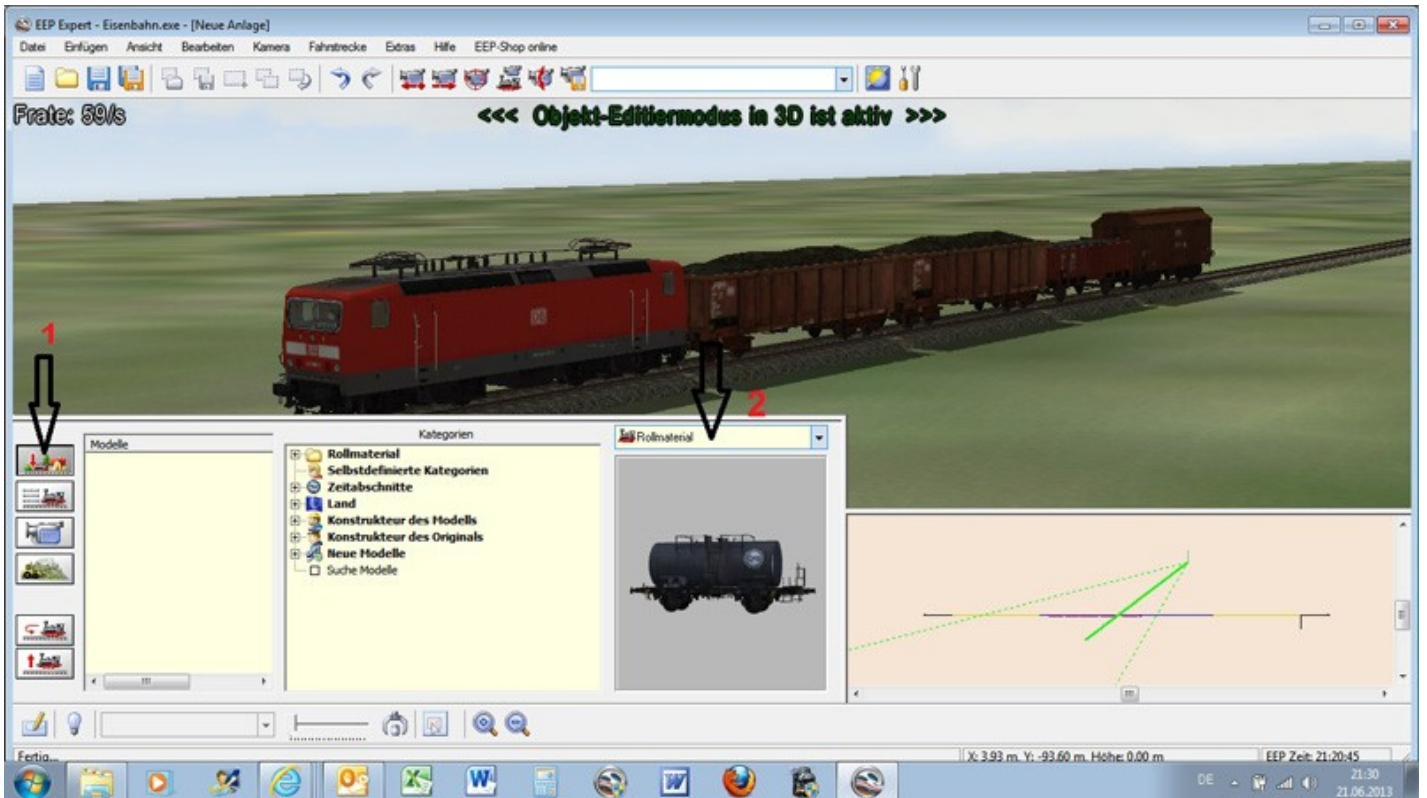 EEP Expert - Eisenbahn.exe - [Neue Anlage]
Datei Einfügen Ansicht Bearbeiten Kamera Fahrstrecke Extras Hilfe EEP-Shop online
Frate: 59/s
<<< Objekt-Editiermodus in 3D ist aktiv >>>
1
2
Modelle
Kategorien
Rollmaterial
Selbstdefinierte Kategorien
Zeitabschnitte
Land
Konstrukteur des Modells
Konstrukteur des Originals
Neue Modelle
Suche Modelle
Rollmaterial
Fertig...
X: 3.93 m. Y: -93.60 m. Höhe: 0.00 m
EEP Zeit: 21:20:45
DE
21:30
21.06.2013